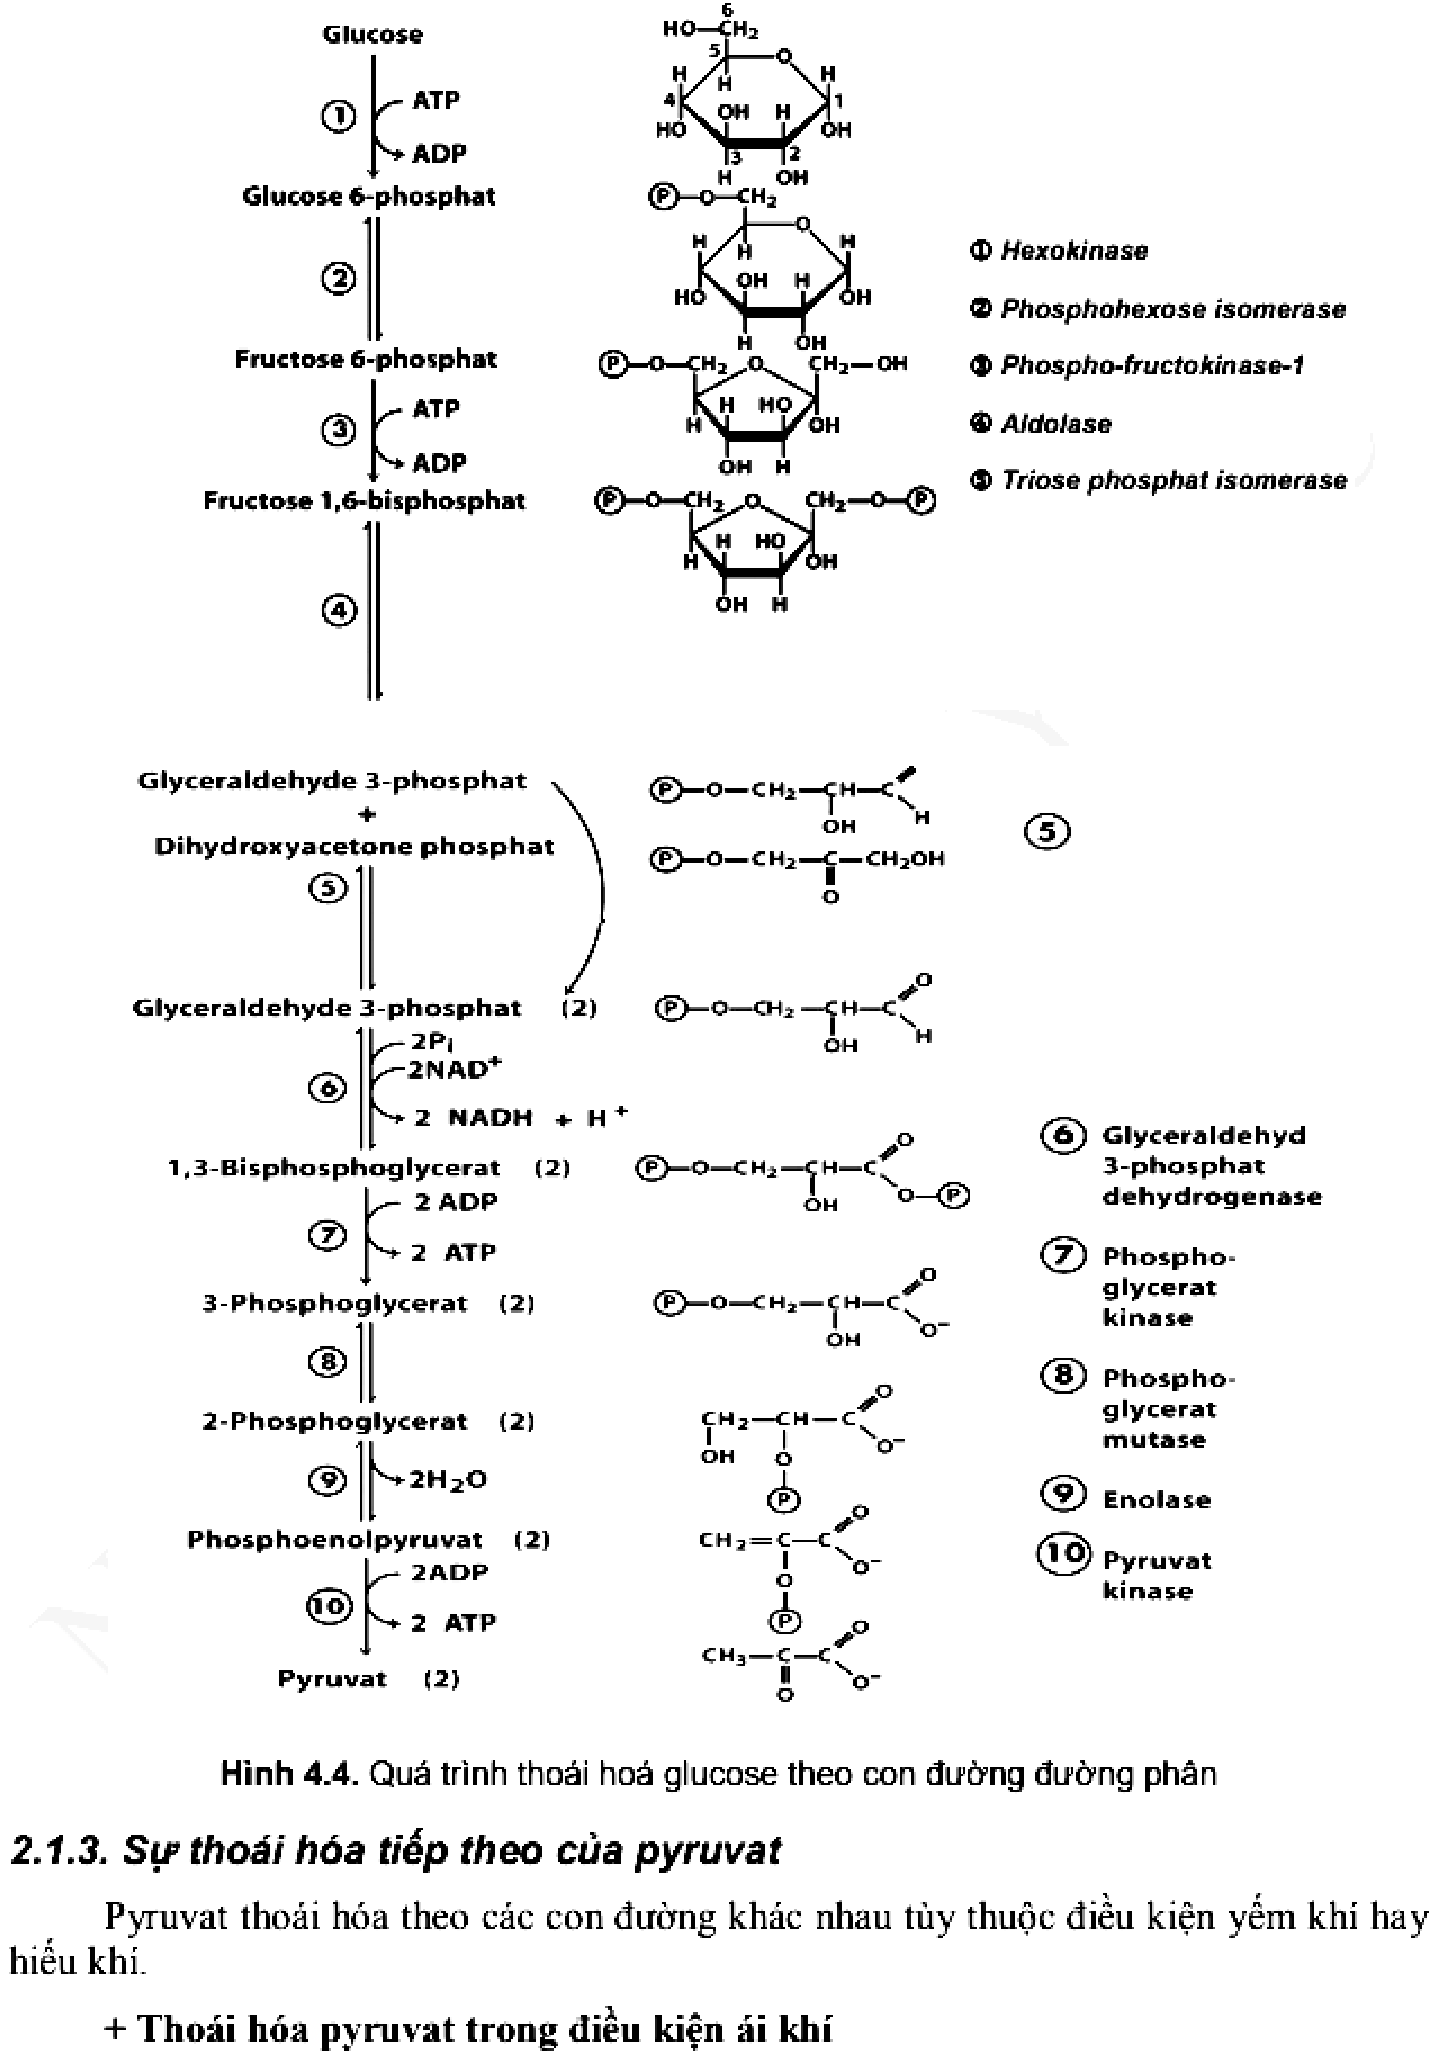 Glucose
① ATP
ADP
Glucose 6-phosphat
②
Fructose 6-phosphat
③ ATP
ADP
Fructose 1,6-bisphosphat
④
6
HO—CH₂
5 O
H H H
4 OH H 1
HO OH
3 2
H OH
Ⓟ—O—CH₂
O
H H H
OH H
HO OH
H OH
Ⓟ—O—CH₂ O CH₂—OH
H HO
H OH
OH H
Ⓟ—O—CH₂ O CH₂—O—Ⓟ
H HO
H OH
OH H
① Hexokinase
② Phosphohexose isomerase
③ Phospho-fructokinase-1
④ Aldolase
⑤ Triose phosphat isomerase
Glyceraldehyde 3-phosphat
+
Dihydroxyacetone phosphat
⑤
Glyceraldehyde 3-phosphat (2)
2Pi
2NAD⁺
⑥
2 NADH + H⁺
1,3-Bisphosphoglycerat (2)
2 ADP
⑦
2 ATP
3-Phosphoglycerat (2)
⑧
2-Phosphoglycerat (2)
⑨ 2H₂O
Phosphoenolpyruvat (2)
2ADP
⑩
2 ATP
Pyruvat (2)
Ⓟ—O—CH₂—CH—C
OH H
Ⓟ—O—CH₂—C—CH₂OH
O
⑤
O
Ⓟ—O—CH₂—CH—C
OH H
O
Ⓟ—O—CH₂—CH—C
OH O—Ⓟ
O
Ⓟ—O—CH₂—CH—C
OH O⁻
O
CH₂—CH—C
OH O O⁻
Ⓟ
O
CH₂=C—C
O O⁻
Ⓟ
O
CH₃—C—C
O O⁻
⑥ Glyceraldehyd
3-phosphat
dehydrogenase
⑦ Phospho-
glycerat
kinase
⑧ Phospho-
glycerat
mutase
⑨ Enolase
⑩ Pyruvat
kinase
Hình 4.4. Quá trình thoái hoá glucose theo con đường đường phân
2.1.3. Sự thoái hóa tiếp theo của pyruvat
Pyruvat thoái hóa theo các con đường khác nhau tùy thuộc điều kiện yếm khí hay
hiếu khí.
+ Thoái hóa pyruvat trong điều kiện ái khí